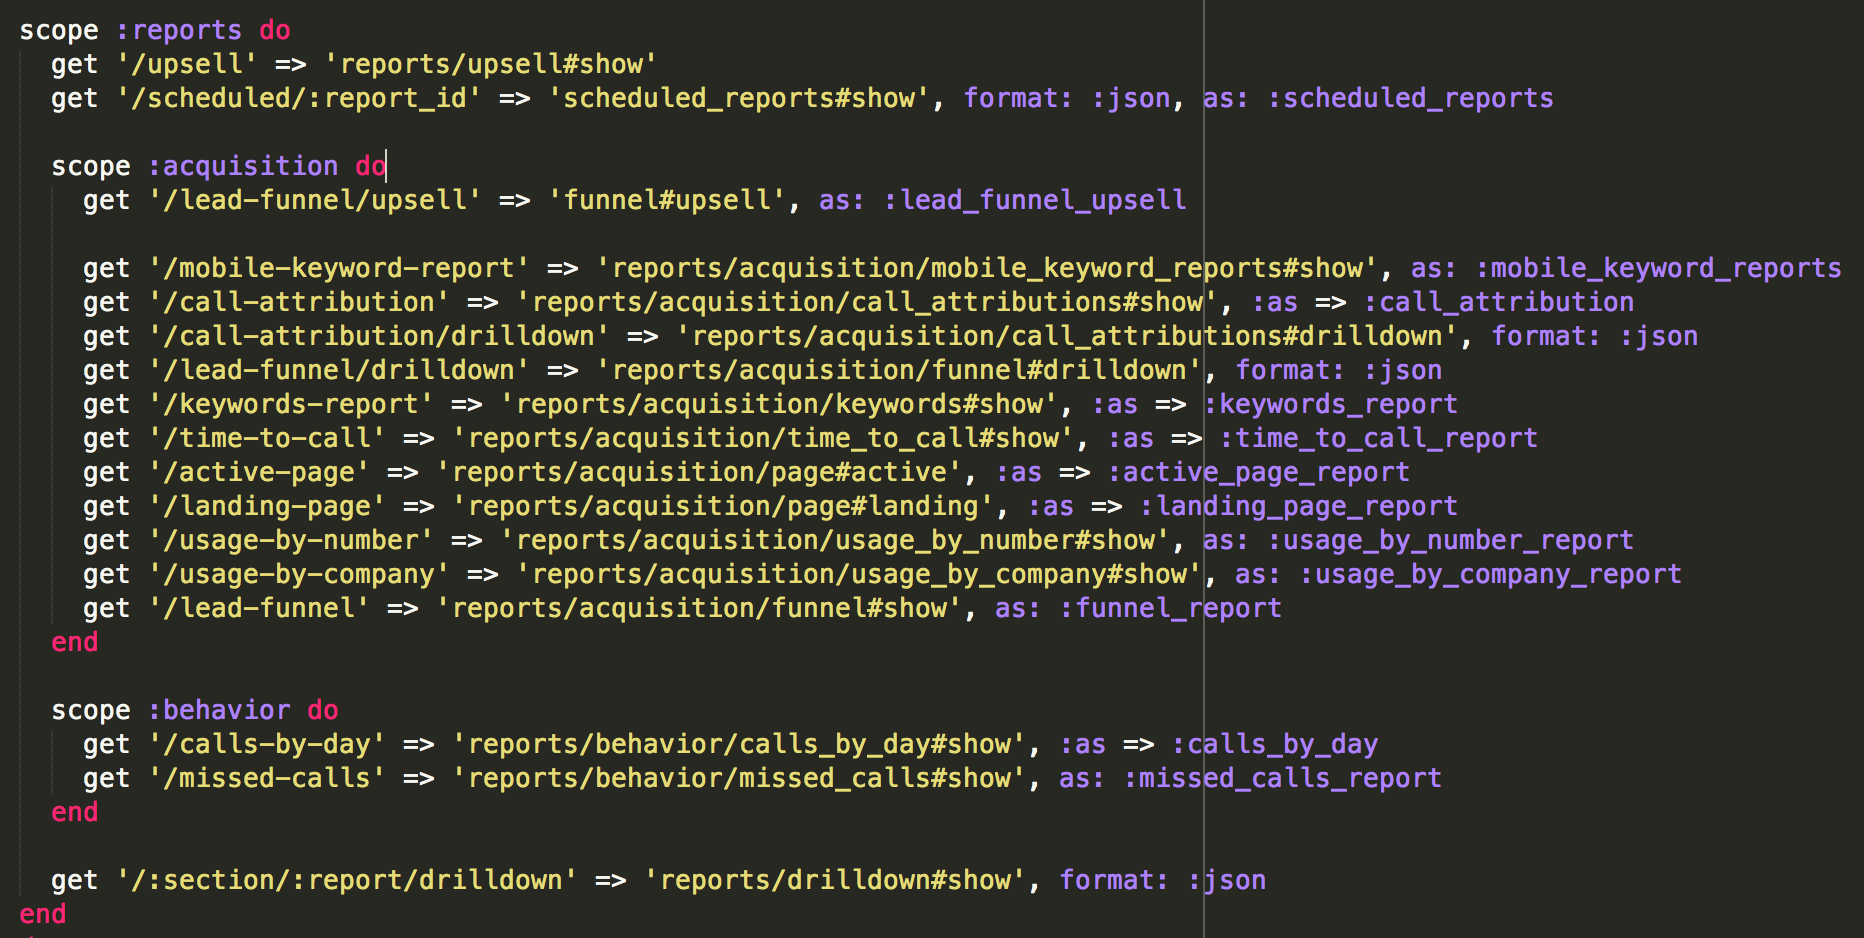 scope :reports do
  get '/upsell' => 'reports/upsell#show'
  get '/scheduled/:report_id' => 'scheduled_reports#show', format: :json, as: :scheduled_reports

  scope :acquisition do
    get '/lead-funnel/upsell' => 'funnel#upsell', as: :lead_funnel_upsell

    get '/mobile-keyword-report' => 'reports/acquisition/mobile_keyword_reports#show', as: :mobile_keyword_reports
    get '/call-attribution' => 'reports/acquisition/call_attributions#show', :as => :call_attribution
    get '/call-attribution/drilldown' => 'reports/acquisition/call_attributions#drilldown', format: :json
    get '/lead-funnel/drilldown' => 'reports/acquisition/funnel#drilldown', format: :json
    get '/keywords-report' => 'reports/acquisition/keywords#show', :as => :keywords_report
    get '/time-to-call' => 'reports/acquisition/time_to_call#show', :as => :time_to_call_report
    get '/active-page' => 'reports/acquisition/page#active', :as => :active_page_report
    get '/landing-page' => 'reports/acquisition/page#landing', :as => :landing_page_report
    get '/usage-by-number' => 'reports/acquisition/usage_by_number#show', as: :usage_by_number_report
    get '/usage-by-company' => 'reports/acquisition/usage_by_company#show', as: :usage_by_company_report
    get '/lead-funnel' => 'reports/acquisition/funnel#show', as: :funnel_report
  end

  scope :behavior do
    get '/calls-by-day' => 'reports/behavior/calls_by_day#show', :as => :calls_by_day
    get '/missed-calls' => 'reports/behavior/missed_calls#show', as: :missed_calls_report
  end

  get '/:section/:report/drilldown' => 'reports/drilldown#show', format: :json
end